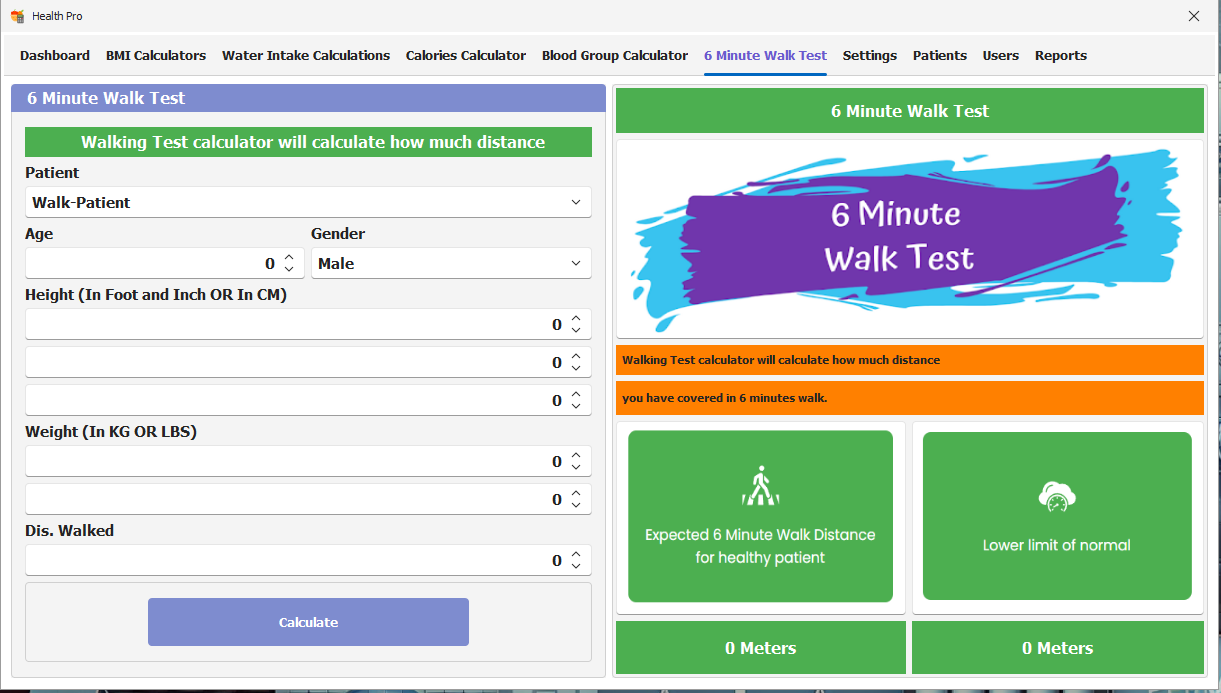 Health Pro
Dashboard BMI Calculators Water Intake Calculations Calories Calculator Blood Group Calculator 6 Minute Walk Test Settings Patients Users Reports
6 Minute Walk Test
Walking Test calculator will calculate how much distance
Patient
Walk-Patient
Age Gender
0 Male
Height (In Foot and Inch OR In CM)
0
0
0
Weight (In KG OR LBS)
0
0
Dis. Walked
0
Calculate
6 Minute Walk Test
6 Minute
Walk Test
Walking Test calculator will calculate how much distance
you have covered in 6 minutes walk.
Expected 6 Minute Walk Distance
for healthy patient
Lower limit of normal
0 Meters 0 Meters